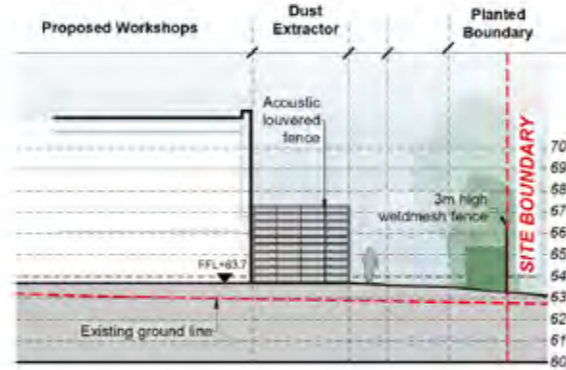 Proposed Workshops
Dust
Extractor
Planted
Boundary
Acoustic
louvered
fence
3m high
weldmesh fence
SITE BOUNDARY
FFL+63.7
Existing ground line
70
69
68
67
66
65
64
63
62
61
60